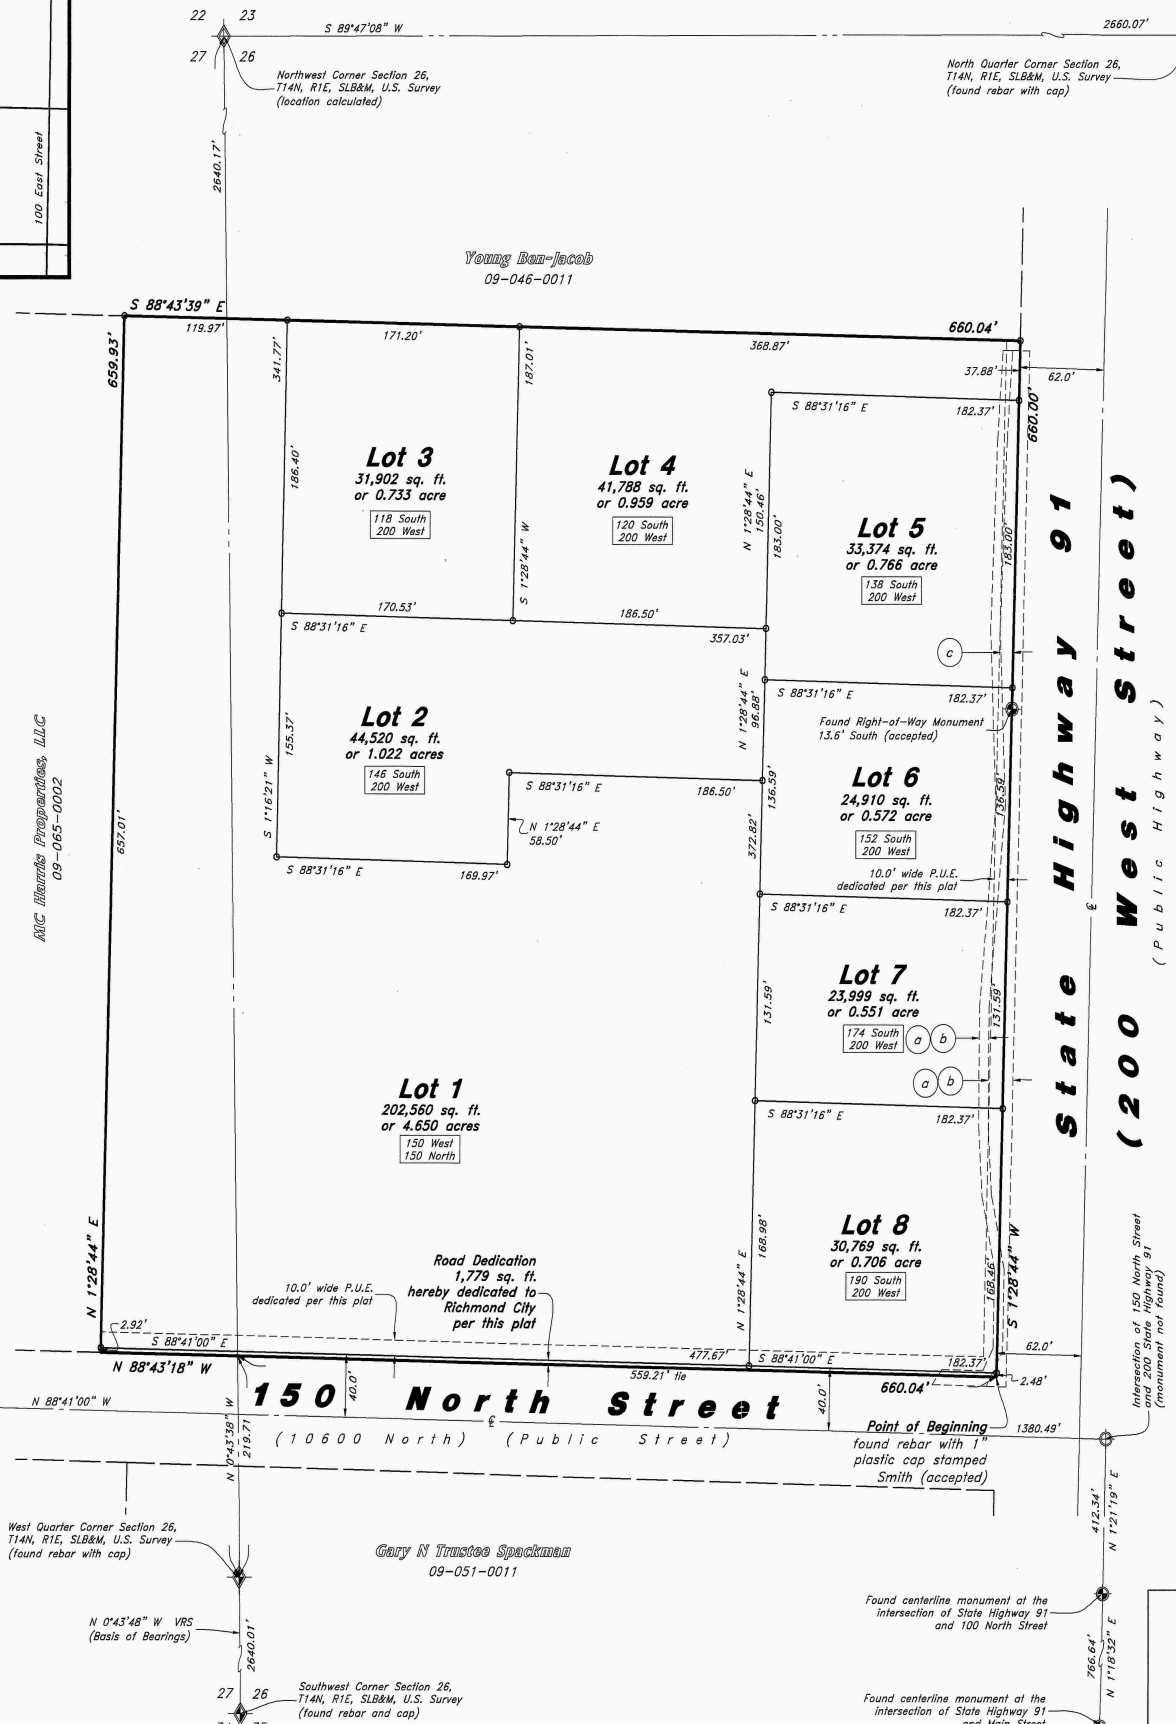 22 23
27 26
S 89°47'08" W
2660.07'
Northwest Corner Section 26,
T14N, R1E, SLB&M, U.S. Survey
(location calculated)
North Quarter Corner Section 26,
T14N, R1E, SLB&M, U.S. Survey
(found rebar with cap)
100 East Street
2640.17'
Young Ben-Jacob
09-046-0011
S 88°43'39" E
660.04'
119.97'
171.20'
368.87'
659.93'
341.77'
187.01'
37.88'
62.0'
660.00'
S 88°31'16" E
182.37'
Lot 3
31,902 sq. ft.
or 0.733 acre
118 South
200 West
186.40'
Lot 4
41,788 sq. ft.
or 0.959 acre
120 South
200 West
S 1°28'44" W
N 1°28'44" E
150.46'
183.00'
Lot 5
33,374 sq. ft.
or 0.766 acre
138 South
200 West
183.00'
c
170.53'
S 88°31'16" E
186.50'
357.03'
N 1°28'44" E
96.88'
S 88°31'16" E
182.37'
Found Right-of-Way Monument
13.6' South (accepted)
Lot 2
44,520 sq. ft.
or 1.022 acres
146 South
200 West
155.37'
S 1°16'21" W
S 88°31'16" E
186.50'
N 1°28'44" E
58.50'
S 88°31'16" E
169.97'
136.59'
372.82'
Lot 6
24,910 sq. ft.
or 0.572 acre
152 South
200 West
136.59'
10.0' wide P.U.E.
dedicated per this plat
S 88°31'16" E
182.37'
MC Harris Properties, LLC
09-065-0002
657.01'
Lot 7
23,999 sq. ft.
or 0.551 acre
174 South
200 West
a b
a b
131.59'
131.59'
S 88°31'16" E
182.37'
State Highway 91
(200 West Street)
(Public Highway)
℄
Lot 1
202,560 sq. ft.
or 4.650 acres
150 West
150 North
Lot 8
30,769 sq. ft.
or 0.706 acre
190 South
200 West
168.98'
N 1°28'44" E
168.46'
S 1°28'44" W
N 1°28'44" E
Road Dedication
1,779 sq. ft.
hereby dedicated to
Richmond City
per this plat
10.0' wide P.U.E.
dedicated per this plat
2.92'
S 88°41'00" E
477.67'
S 88°41'00" E
182.37'
62.0'
N 88°43'18" W
559.21' tie
660.04'
2.48'
Intersection of 150 North Street
and 200 State Highway 91
(monument not found)
N 88°41'00" W
40.0'
150 North Street
40.0'
℄
(10600 North) (Public Street)
1380.49'
Point of Beginning
found rebar with 1"
plastic cap stamped
Smith (accepted)
N 0°43'38" W
219.71
412.34'
N 1°21'19" E
West Quarter Corner Section 26,
T14N, R1E, SLB&M, U.S. Survey
(found rebar with cap)
Gary N Trustee Spackman
09-051-0011
N 0°43'48" W VRS
(Basis of Bearings)
2640.01'
Found centerline monument at the
intersection of State Highway 91
and 100 North Street
766.64'
N 1°18'32" E
27 26
Southwest Corner Section 26,
T14N, R1E, SLB&M, U.S. Survey
(found rebar and cap)
Found centerline monument at the
intersection of State Highway 91
and Main Street